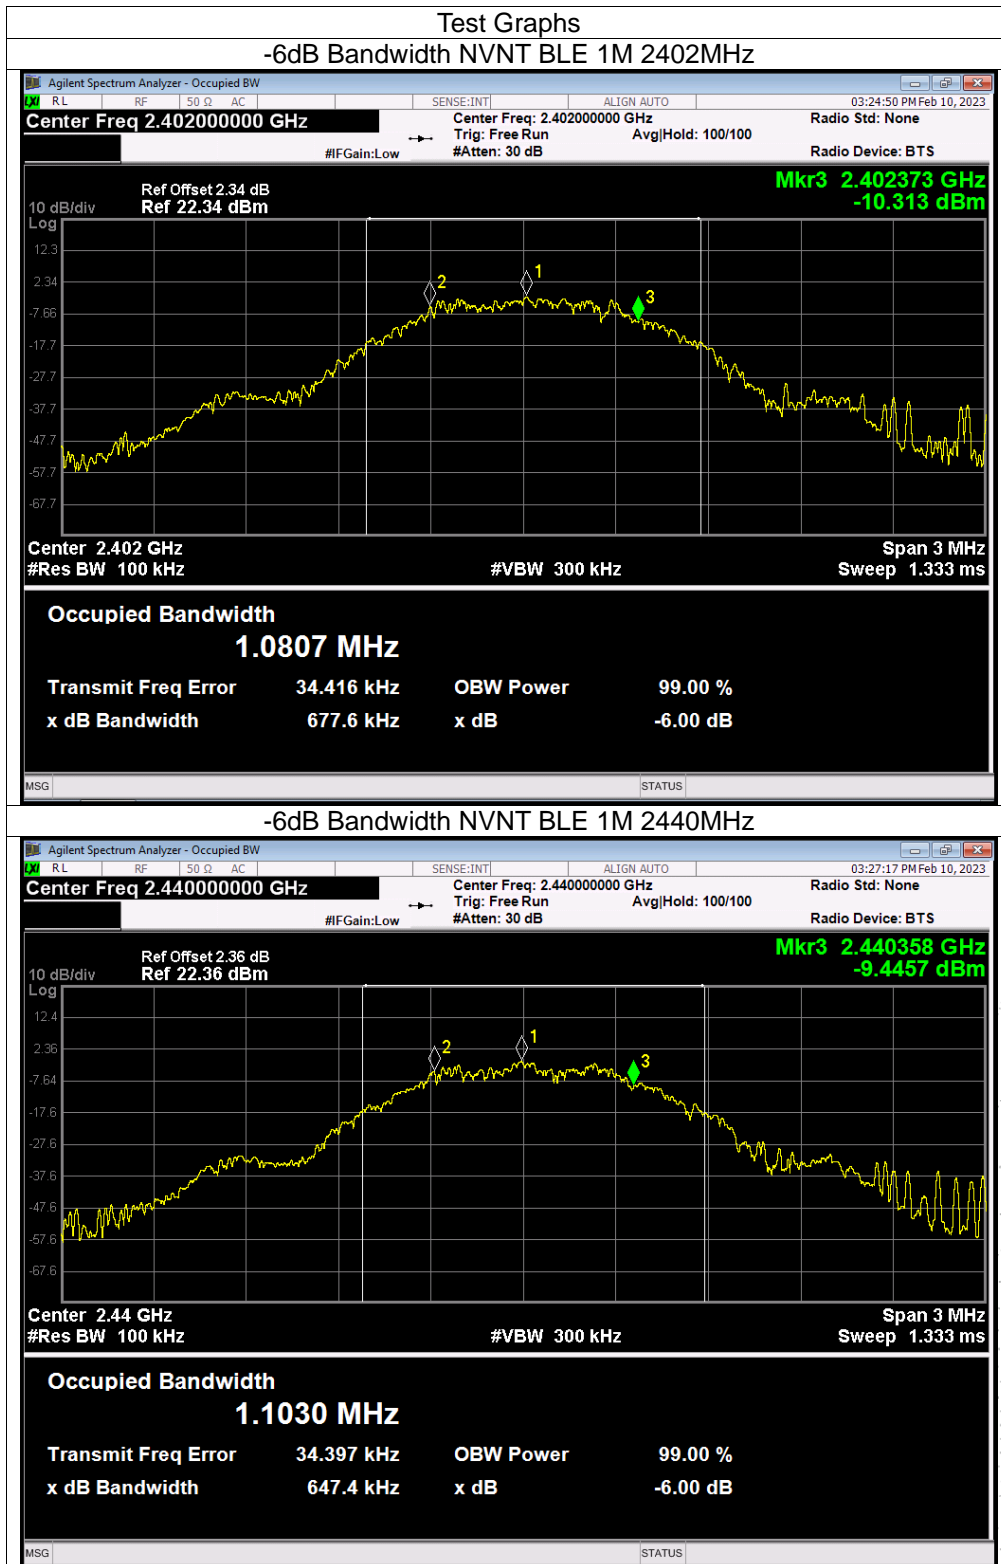 Test Graphs
-6dB Bandwidth NVNT BLE 1M 2402MHz
Agilent Spectrum Analyzer - Occupied BW
LXI RL RF 50 Ω AC SENSE:INT ALIGN AUTO 03:24:50 PM Feb 10, 2023
Center Freq 2.402000000 GHz Center Freq: 2.402000000 GHz Radio Std: None
Trig: Free Run Avg|Hold: 100/100
#IFGain:Low #Atten: 30 dB Radio Device: BTS
Mkr3 2.402373 GHz
-10.313 dBm
Ref Offset 2.34 dB
10 dB/div Ref 22.34 dBm
Log
12.3
2.34
-7.66
-17.7
-27.7
-37.7
-47.7
-57.7
-67.7
2
1
3
Center 2.402 GHz Span 3 MHz
#Res BW 100 kHz #VBW 300 kHz Sweep 1.333 ms
Occupied Bandwidth
1.0807 MHz
Transmit Freq Error 34.416 kHz OBW Power 99.00 %
x dB Bandwidth 677.6 kHz x dB -6.00 dB
MSG STATUS
-6dB Bandwidth NVNT BLE 1M 2440MHz
Agilent Spectrum Analyzer - Occupied BW
LXI RL RF 50 Ω AC SENSE:INT ALIGN AUTO 03:27:17 PM Feb 10, 2023
Center Freq 2.440000000 GHz Center Freq: 2.440000000 GHz Radio Std: None
Trig: Free Run Avg|Hold: 100/100
#IFGain:Low #Atten: 30 dB Radio Device: BTS
Mkr3 2.440358 GHz
-9.4457 dBm
Ref Offset 2.36 dB
10 dB/div Ref 22.36 dBm
Log
12.4
2.36
-7.64
-17.6
-27.6
-37.6
-47.6
-57.6
-67.6
2
1
3
Center 2.44 GHz Span 3 MHz
#Res BW 100 kHz #VBW 300 kHz Sweep 1.333 ms
Occupied Bandwidth
1.1030 MHz
Transmit Freq Error 34.397 kHz OBW Power 99.00 %
x dB Bandwidth 647.4 kHz x dB -6.00 dB
MSG STATUS